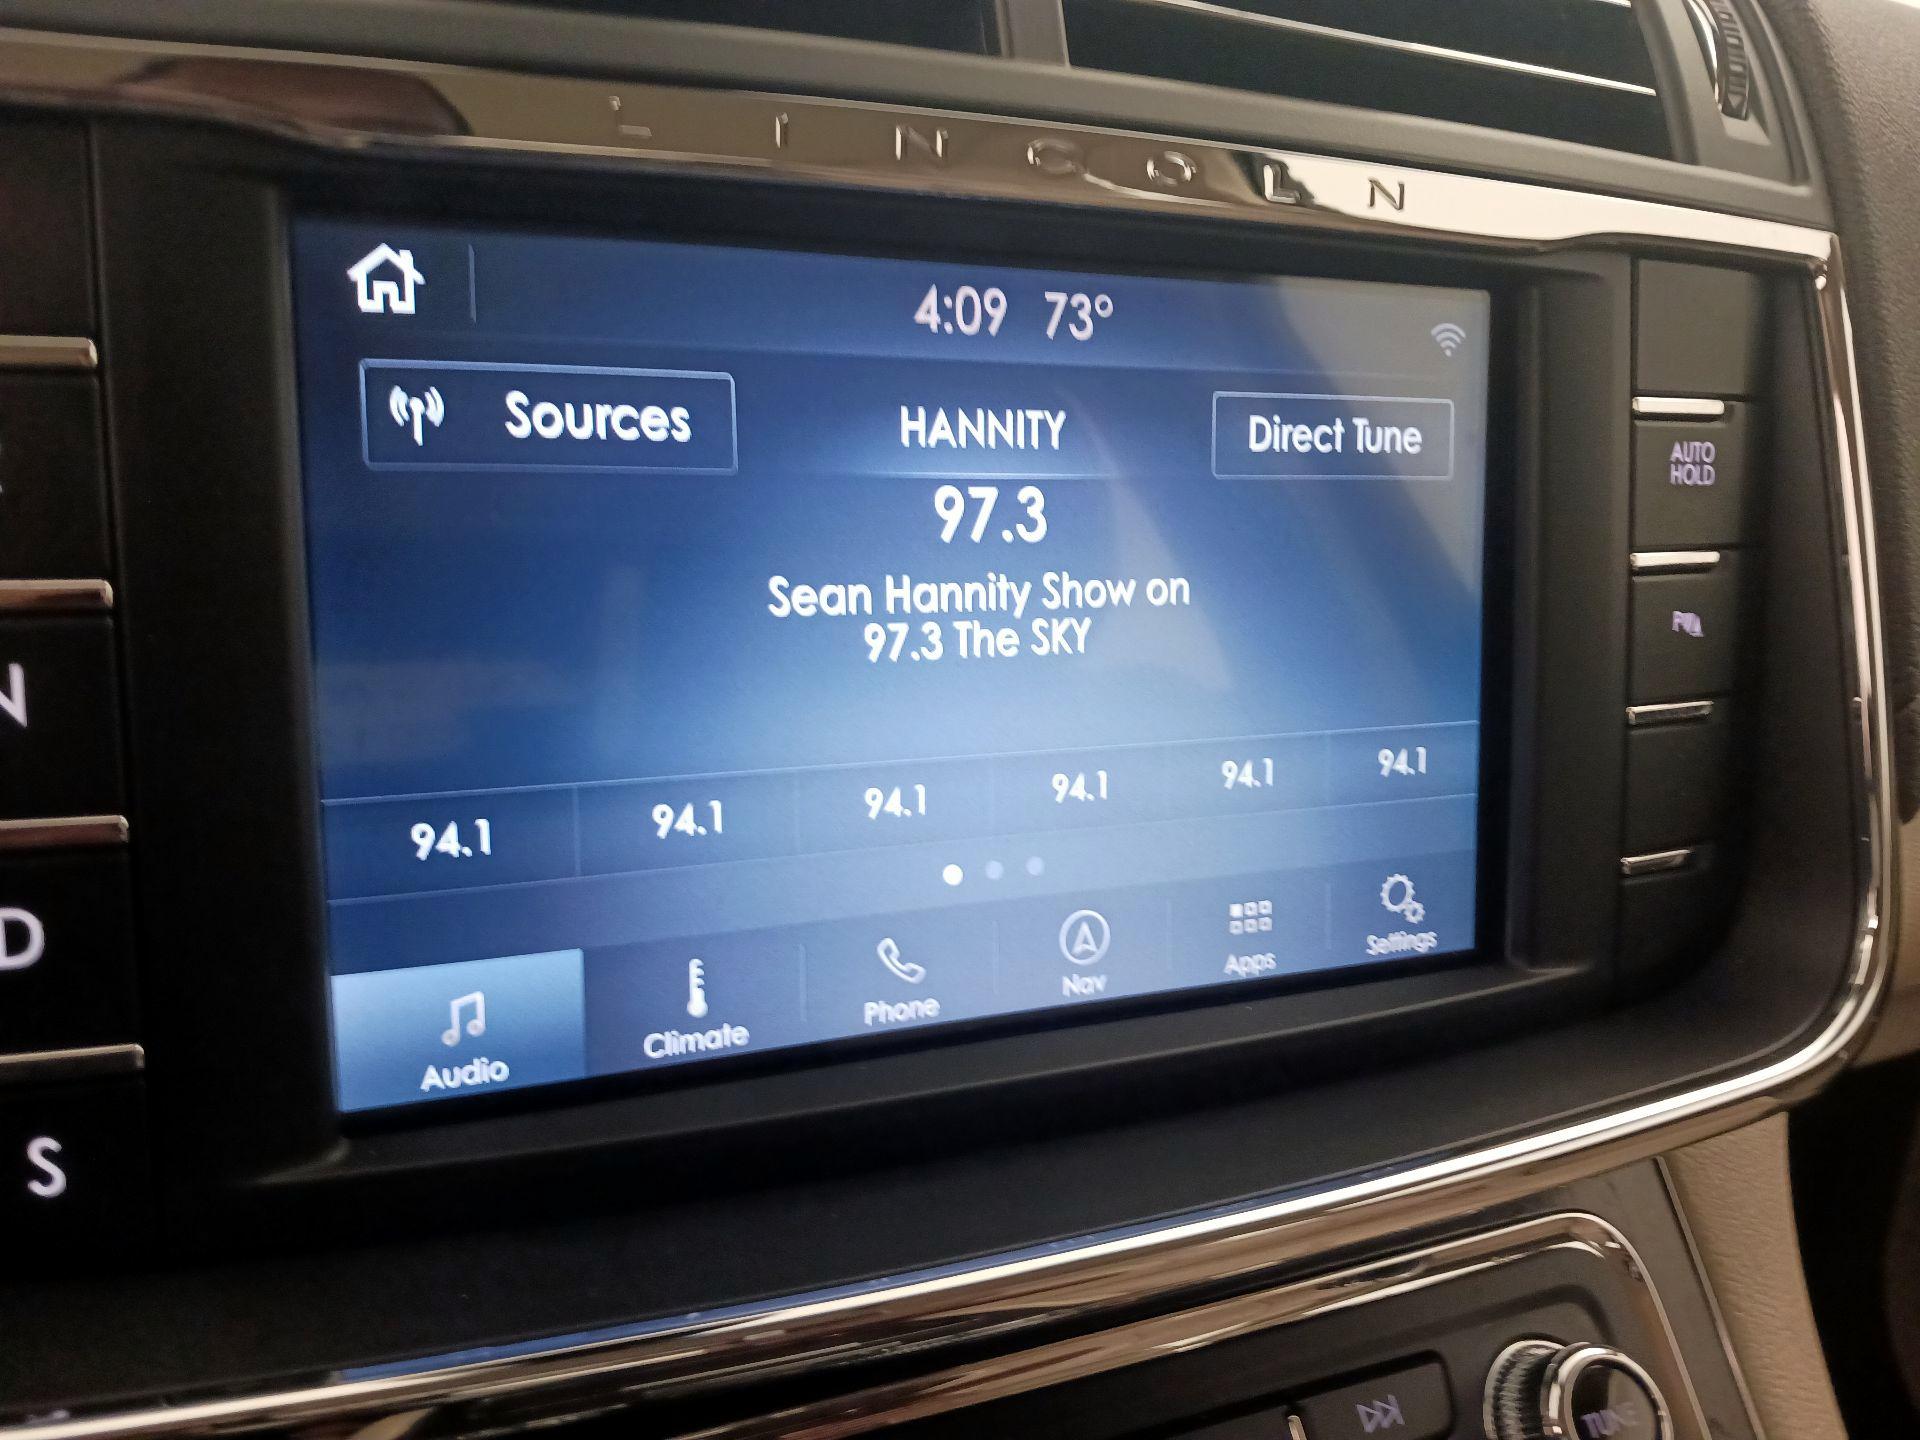 LINCOLN
4:09 73°
Sources
HANNITY
Direct Tune
97.3
Sean Hannity Show on
97.3 The SKY
94.1 94.1 94.1 94.1 94.1 94.1
Audio
Climate
Phone
Nav
Apps
Settings
AUTO
HOLD
N
D
S
TUNE